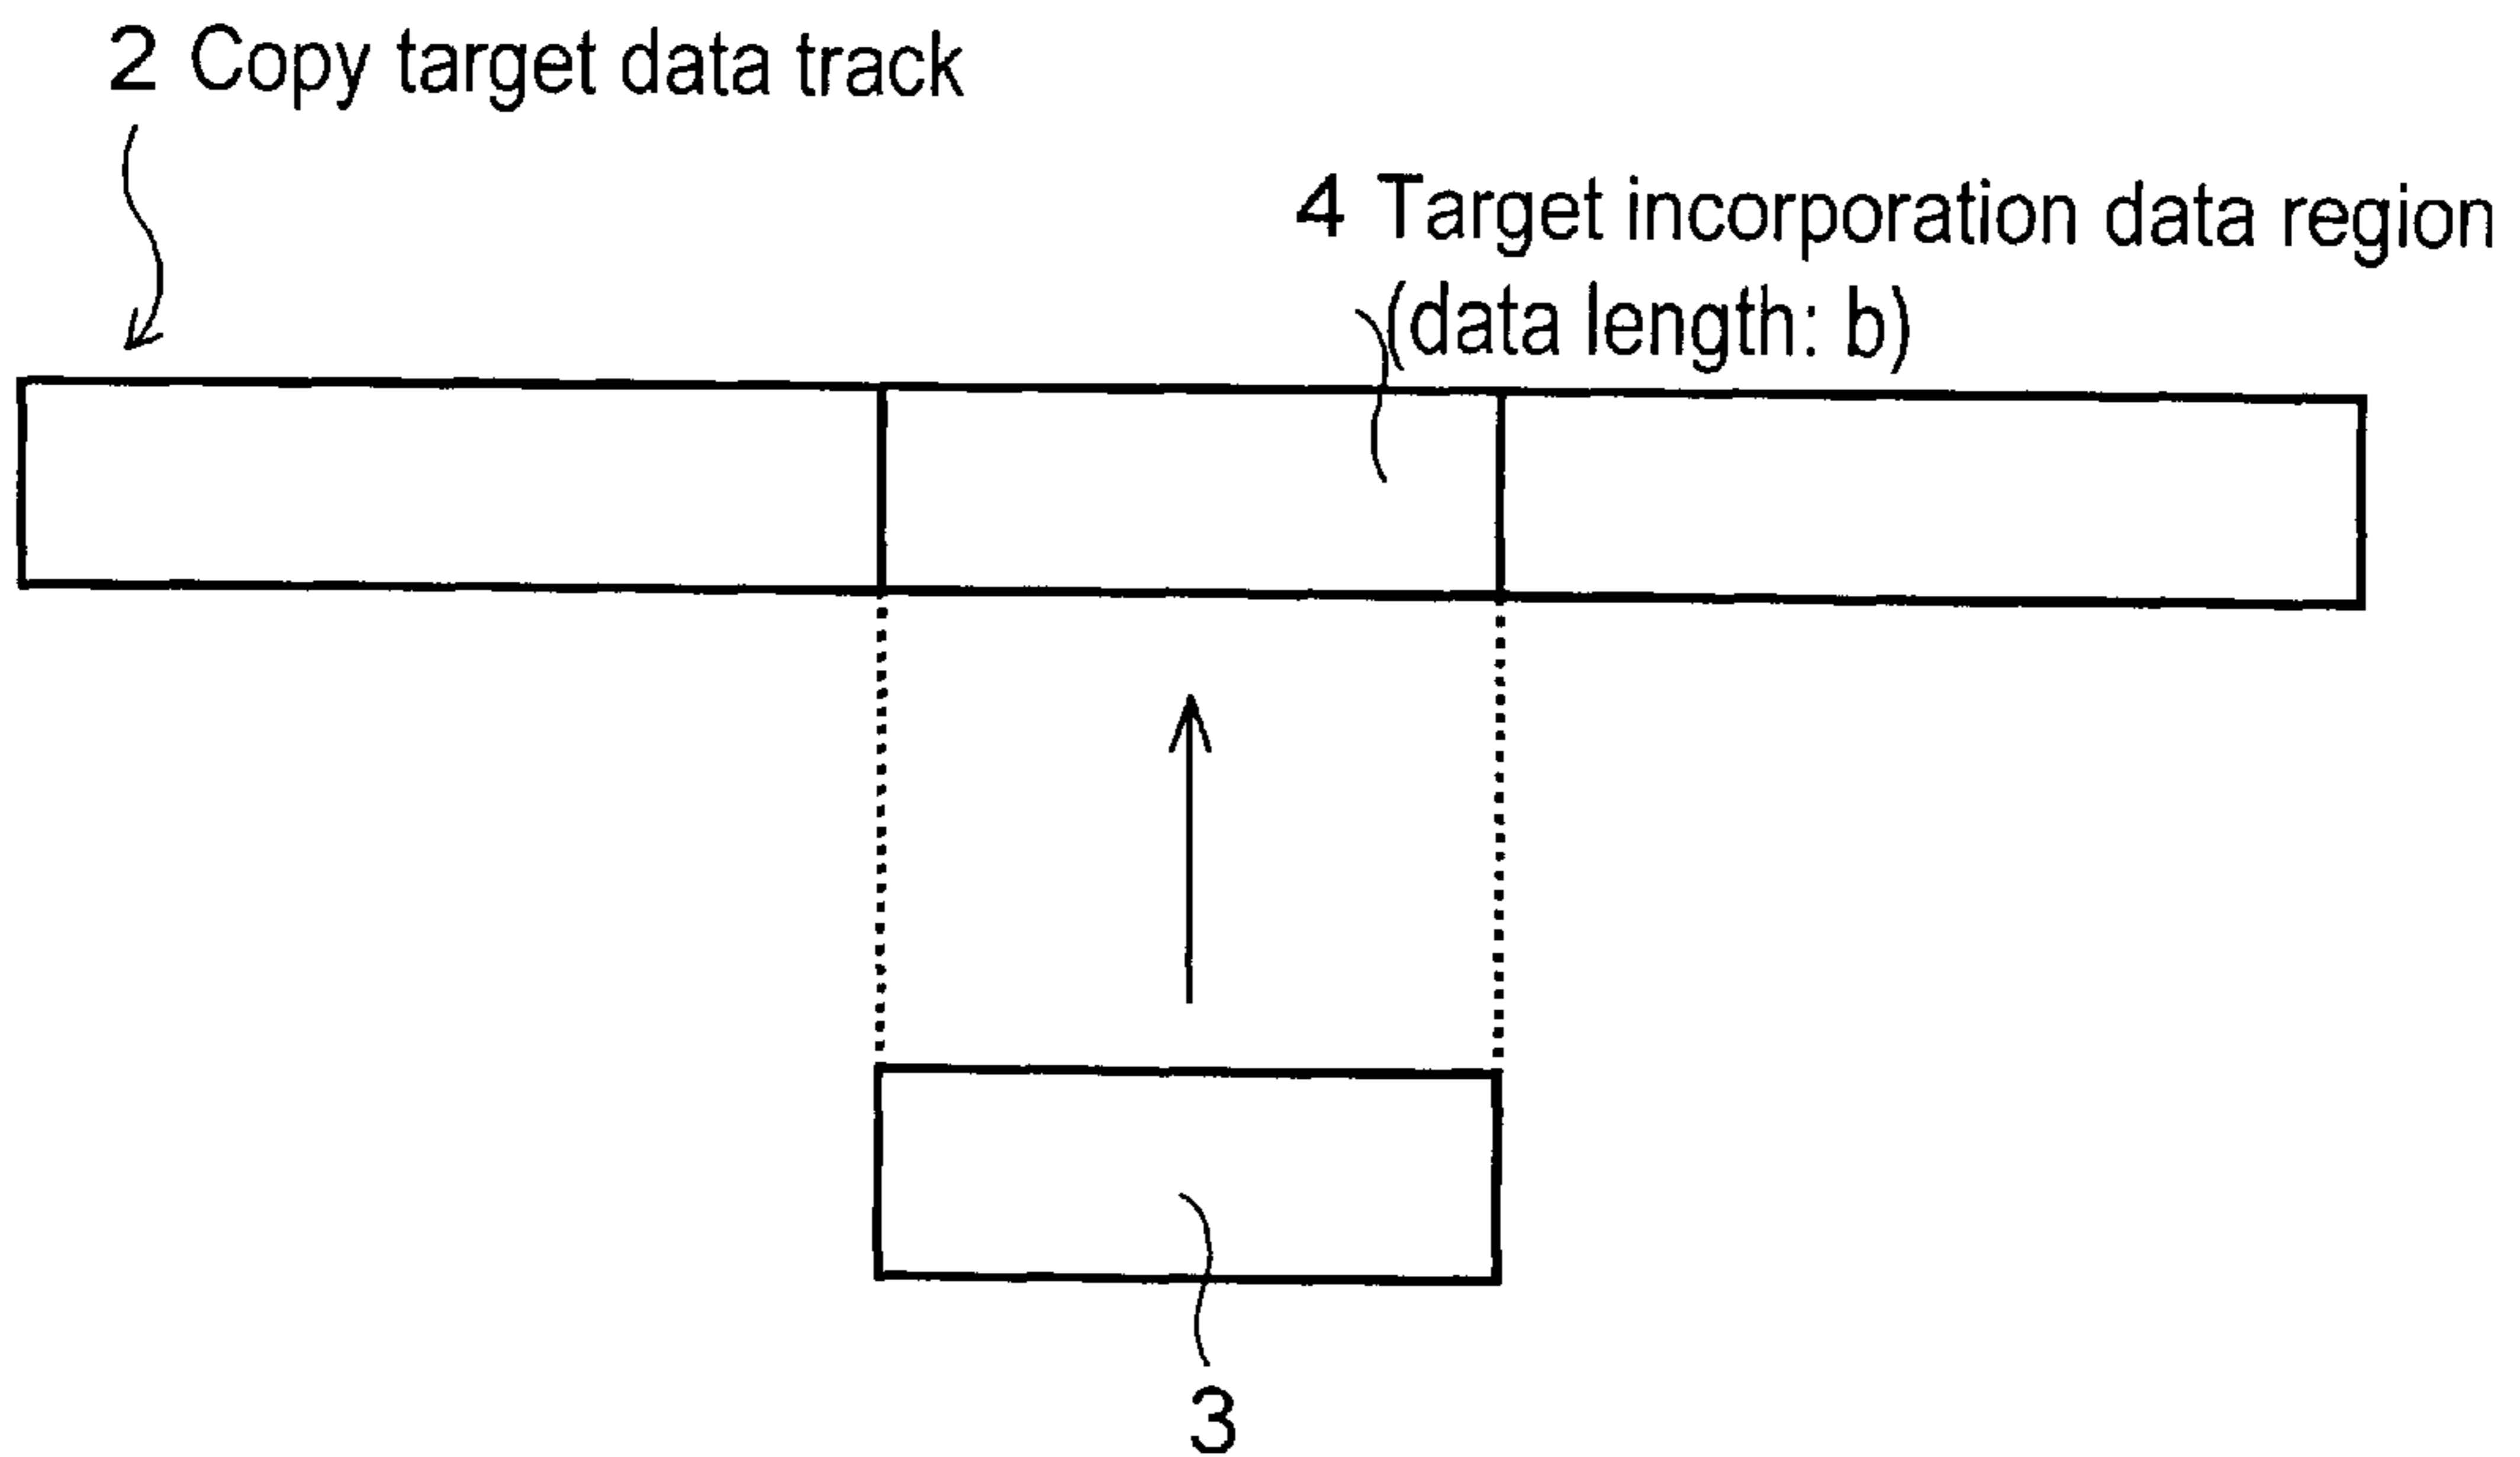 2 Copy target data track
4 Target incorporation data region
(data length: b)
3